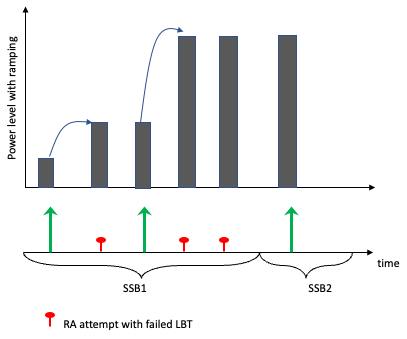 Power level with ramping
time
SSB1
SSB2
RA attempt with failed LBT